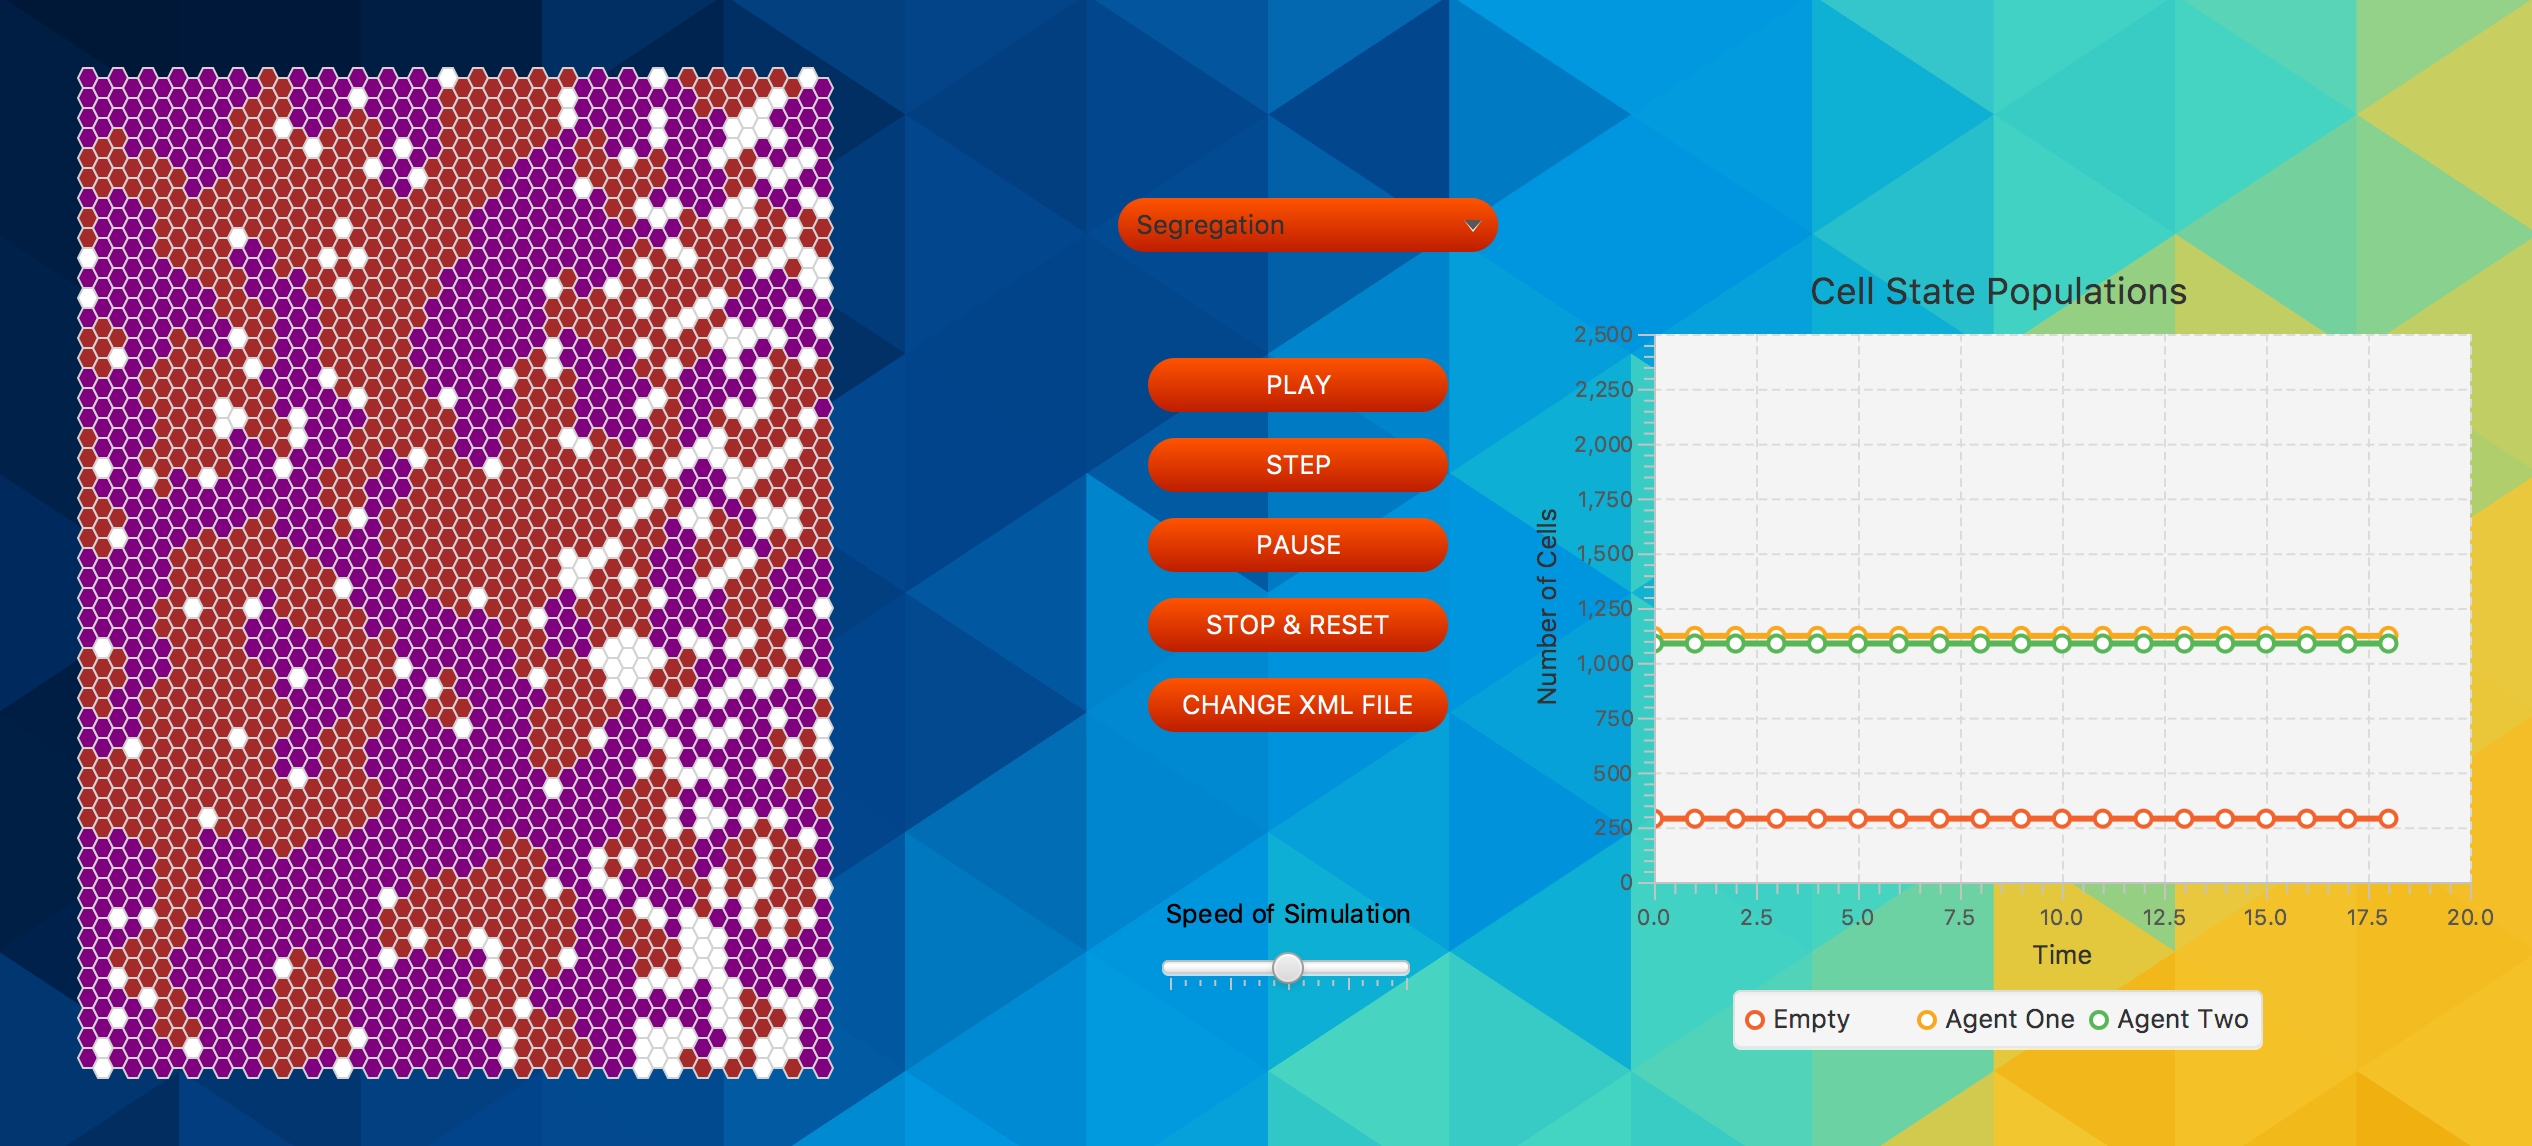 Segregation
PLAY
STEP
PAUSE
STOP & RESET
CHANGE XML FILE
Speed of Simulation
Cell State Populations
Number of Cells
2,500
2,250
2,000
1,750
1,500
1,250
1,000
750
500
250
0
0.0 2.5 5.0 7.5 10.0 12.5 15.0 17.5 20.0
Time
Empty Agent One Agent Two